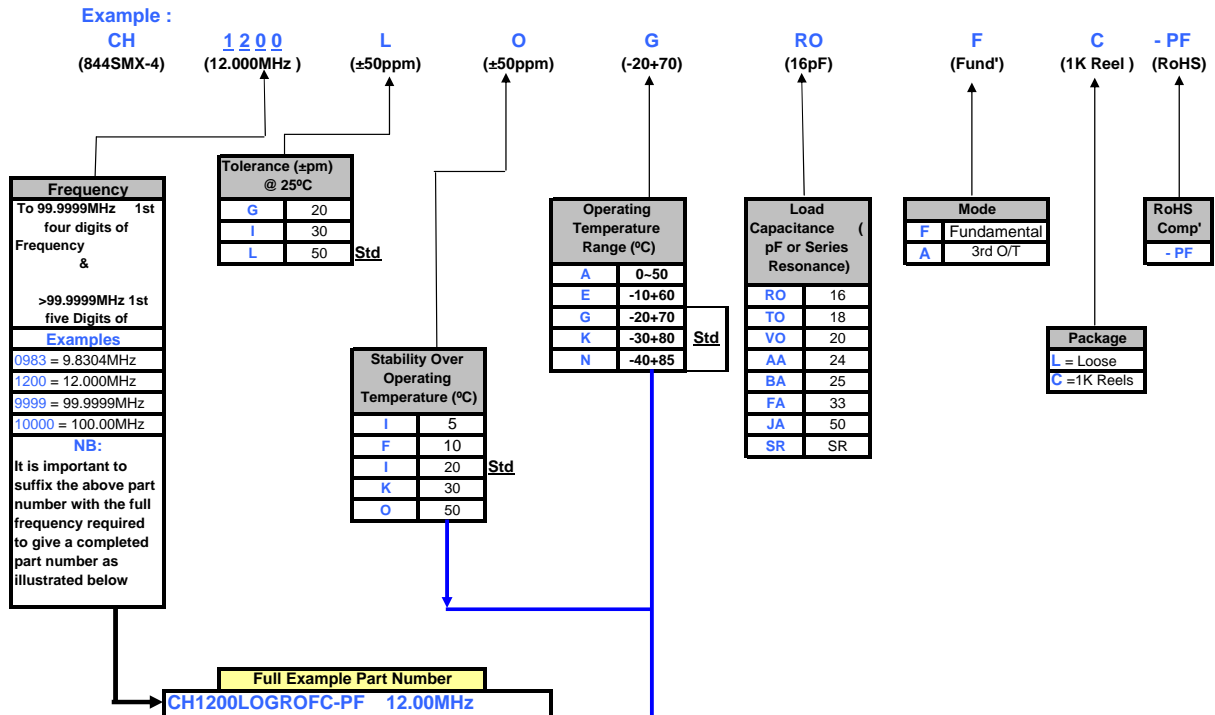 Example :
CH 1 2 0 0 L O G RO F C - PF
(844SMX-4) (12.000MHz ) (±50ppm) (±50ppm) (-20+70) (16pF) (Fund') (1K Reel ) (RoHS)
Frequency
To 99.9999MHz 1st
four digits of
Frequency
&
>99.9999MHz 1st
five Digits of
Examples
0983 = 9.8304MHz
1200 = 12.000MHz
9999 = 99.9999MHz
10000 = 100.00MHz
NB:
It is important to
suffix the above part
number with the full
frequency required
to give a completed
part number as
illustrated below
Tolerance (±pm)
@ 25ºC
G 20
I 30
L 50 Std
Stability Over
Operating
Temperature (ºC)
I 5
F 10
I 20 Std
K 30
O 50
Operating
Temperature
Range (ºC)
A 0~50
E -10+60
G -20+70
K -30+80 Std
N -40+85
Load
Capacitance (
pF or Series
Resonance)
RO 16
TO 18
VO 20
AA 24
BA 25
FA 33
JA 50
SR SR
Mode
F Fundamental
A 3rd O/T
Package
L = Loose
C =1K Reels
RoHS
Comp'
- PF
Full Example Part Number
CH1200LOGROFC-PF 12.00MHz